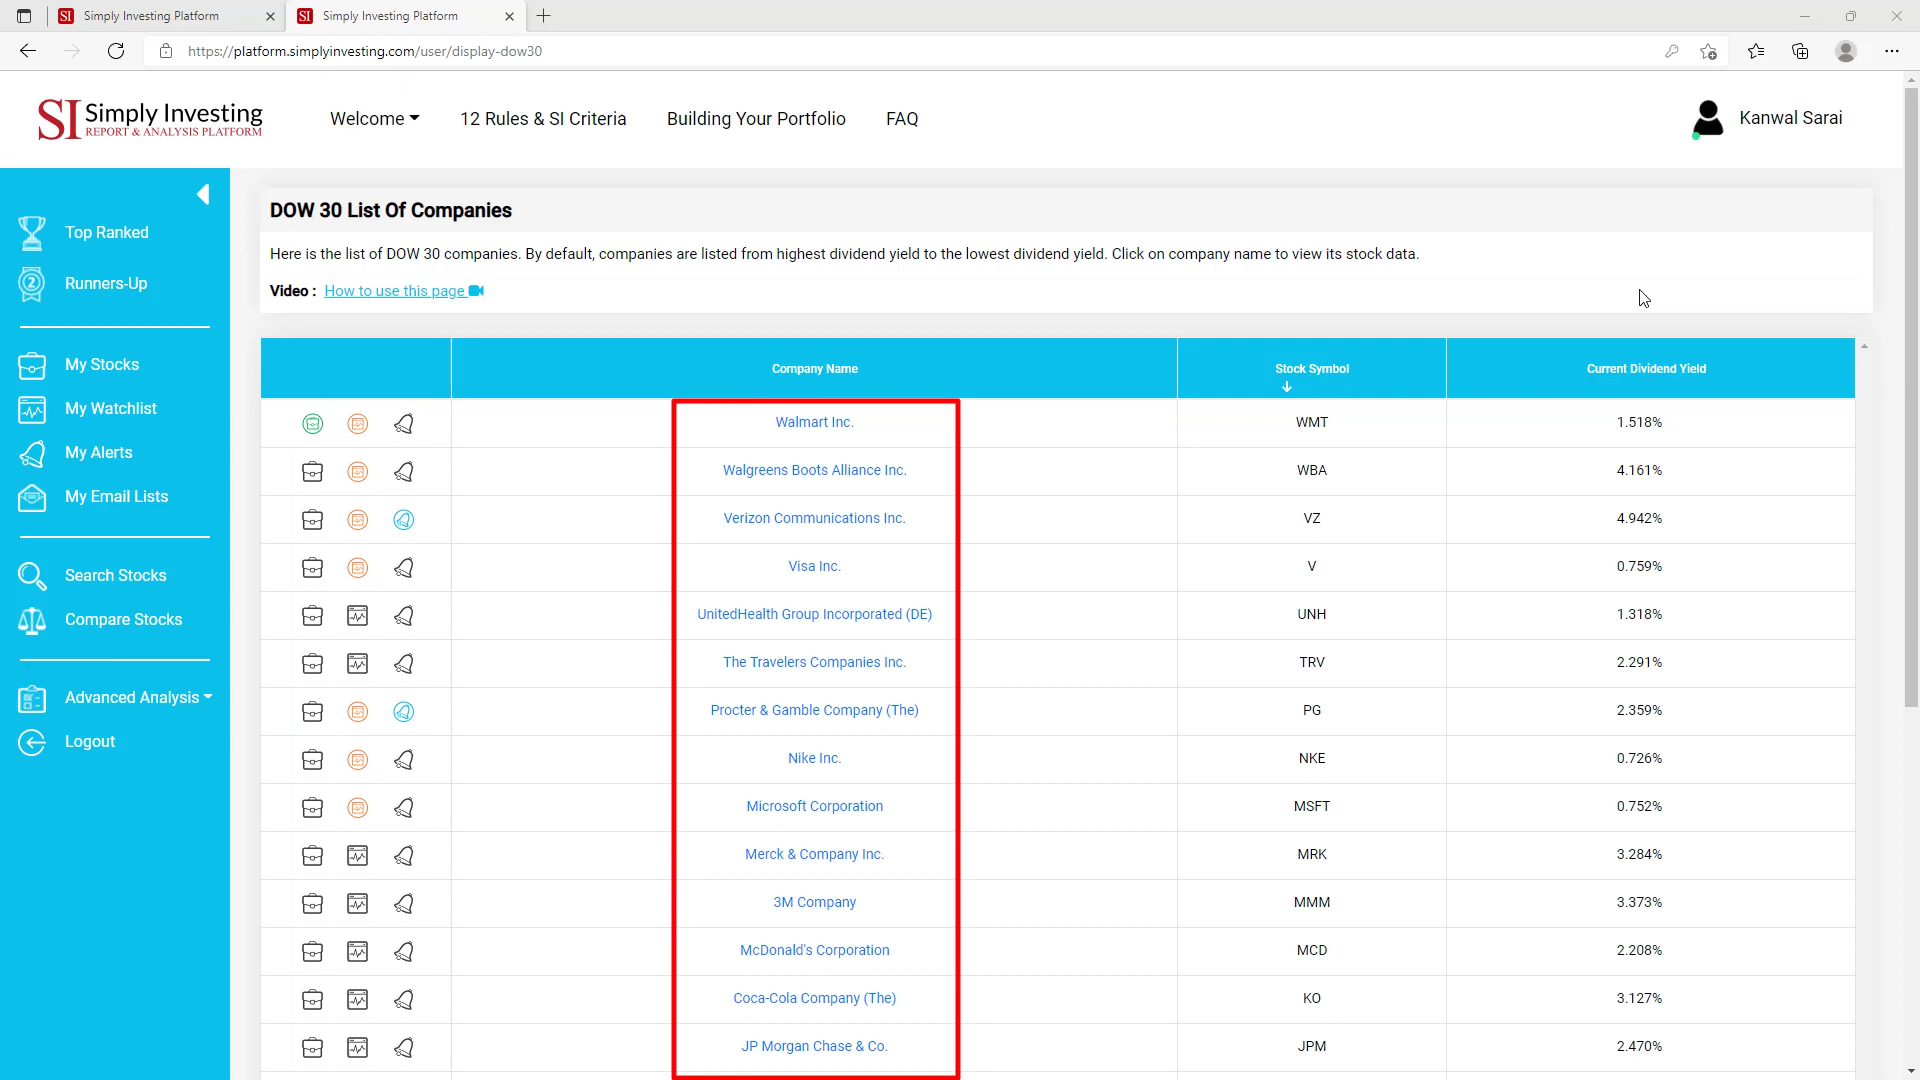 Simply Investing Platform
Simply Investing Platform
https://platform.simplyinvesting.com/user/display-dow30
SI Simply Investing
REPORT & ANALYSIS PLATFORM
Welcome
12 Rules & SI Criteria
Building Your Portfolio
FAQ
Kanwal Sarai
Top Ranked
2 Runners-Up
My Stocks
My Watchlist
My Alerts
My Email Lists
Search Stocks
Compare Stocks
Advanced Analysis
Logout
DOW 30 List Of Companies
Here is the list of DOW 30 companies. By default, companies are listed from highest dividend yield to the lowest dividend yield. Click on company name to view its stock data.
Video : How to use this page
Company Name Stock Symbol Current Dividend Yield
Walmart Inc. WMT 1.518%
Walgreens Boots Alliance Inc. WBA 4.161%
Verizon Communications Inc. VZ 4.942%
Visa Inc. V 0.759%
UnitedHealth Group Incorporated (DE) UNH 1.318%
The Travelers Companies Inc. TRV 2.291%
Procter & Gamble Company (The) PG 2.359%
Nike Inc. NKE 0.726%
Microsoft Corporation MSFT 0.752%
Merck & Company Inc. MRK 3.284%
3M Company MMM 3.373%
McDonald's Corporation MCD 2.208%
Coca-Cola Company (The) KO 3.127%
JP Morgan Chase & Co. JPM 2.470%